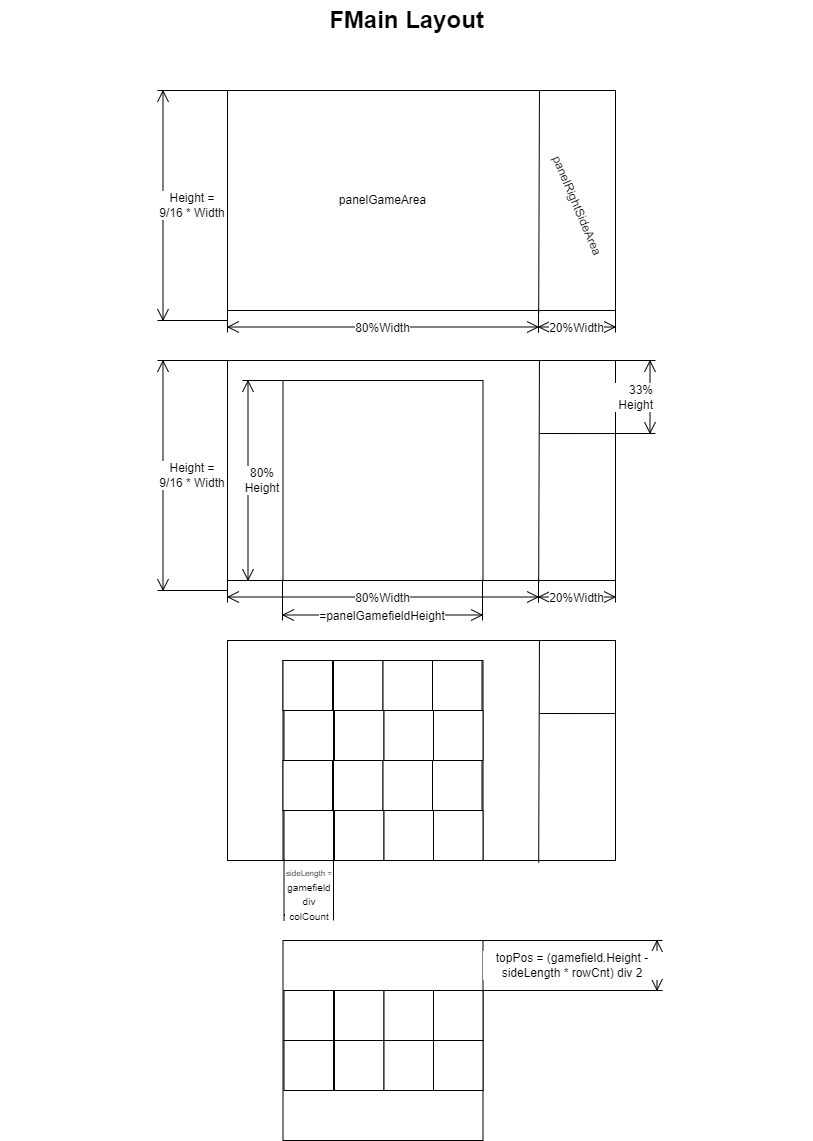 FMain Layout
Height =
9/16 * Width
panelGameArea
panelRightSideArea
80%Width
20%Width
33%
Height
Height =
9/16 * Width
80%
Height
80%Width
20%Width
=panelGamefieldHeight
sideLength =
gamefield
div
colCount
topPos = (gamefield.Height -
sideLength * rowCnt) div 2